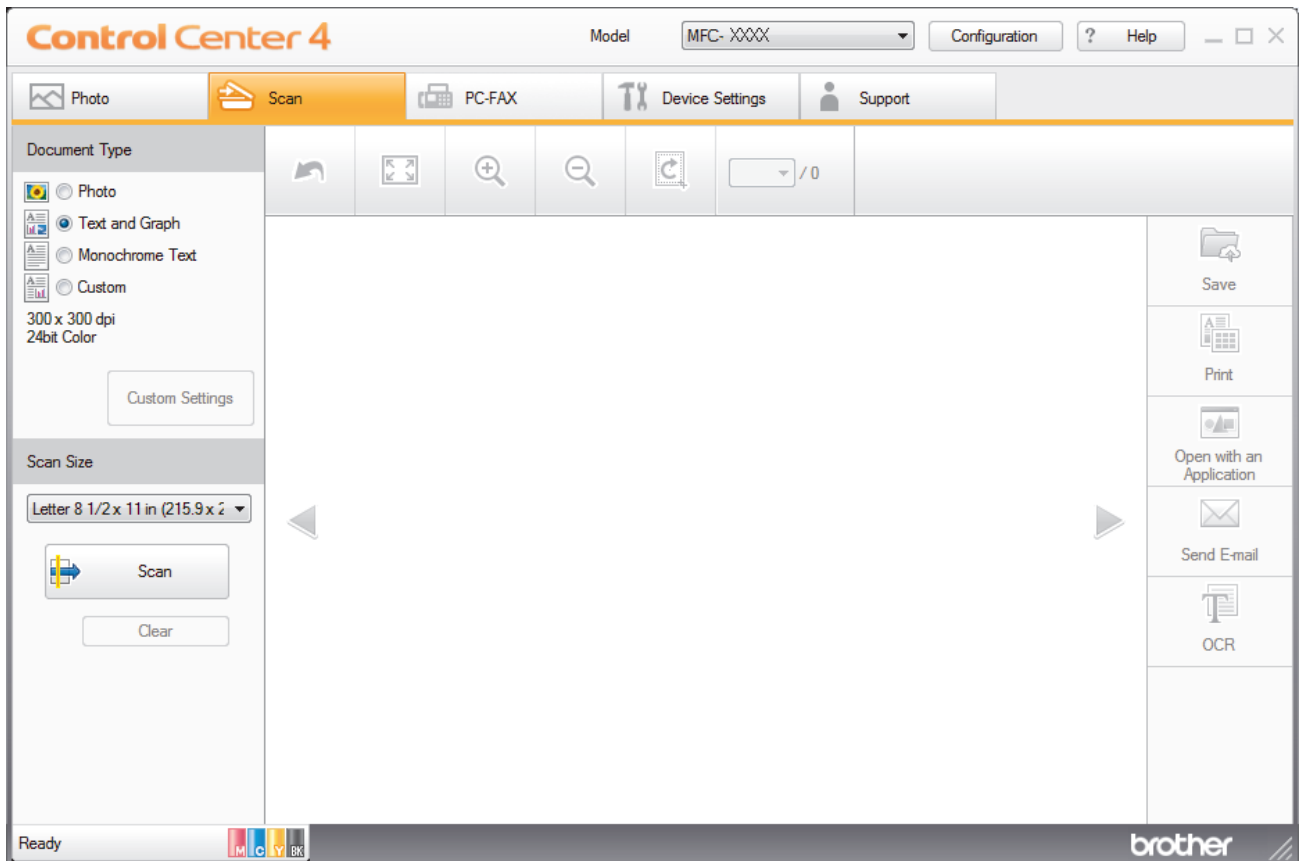 Control Center 4
Model
MFC- XXXX
Configuration
? Help
Photo
Scan
PC-FAX
Device Settings
Support
Document Type
Photo
Text and Graph
Monochrome Text
Custom
300 x 300 dpi
24bit Color
Custom Settings
Scan Size
Letter 8 1/2 x 11 in (215.9 x 2
Scan
Clear
/ 0
Save
Print
Open with an
Application
Send E-mail
OCR
Ready
M C Y BK
brother